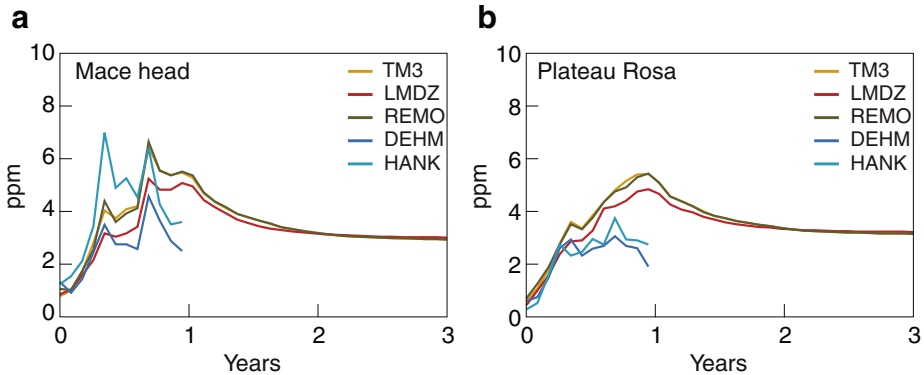 a
Mace head
TM3
LMDZ
REMO
DEHM
HANK
ppm
10
8
6
4
2
0
0 1 2 3
Years
b
Plateau Rosa
TM3
LMDZ
REMO
DEHM
HANK
ppm
10
8
6
4
2
0
0 1 2 3
Years